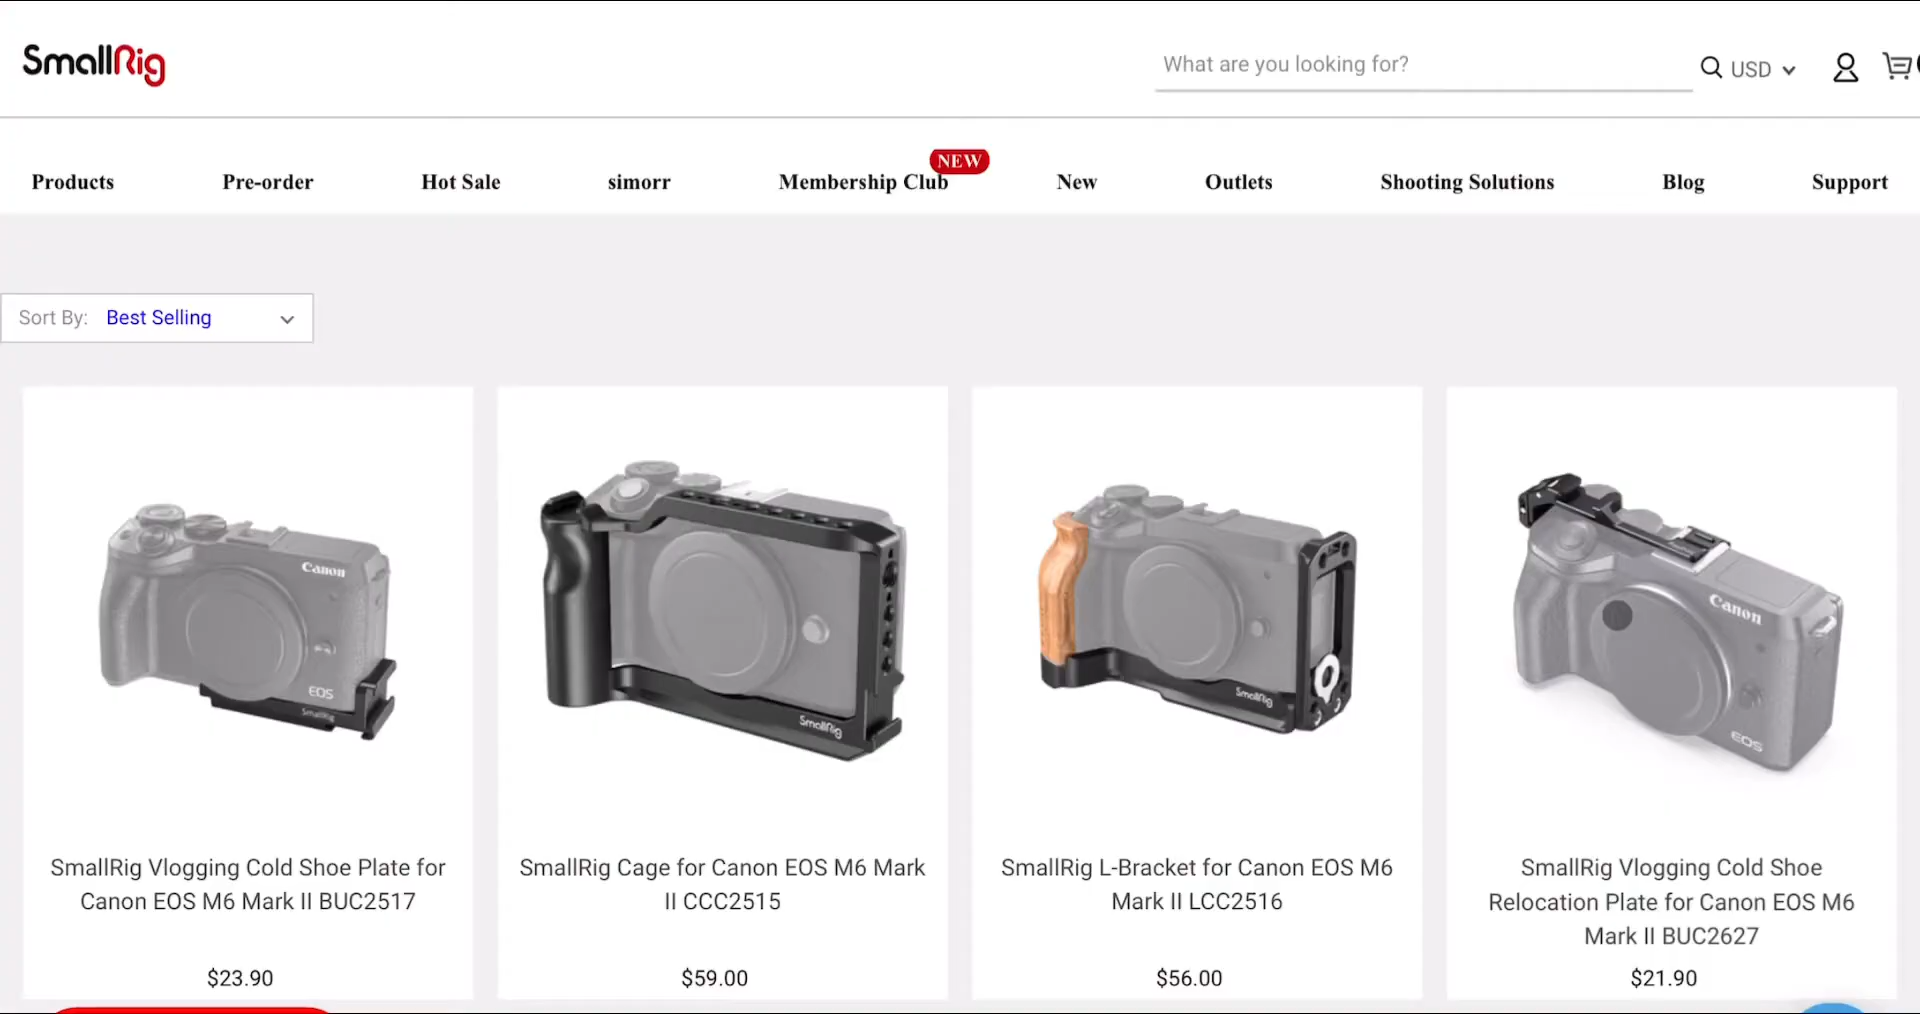 SmallRig
What are you looking for?
USD
NEW
Products Pre-order Hot Sale simorr Membership Club New Outlets Shooting Solutions Blog Support
Sort By: Best Selling
Canon
EOS
SmallRig
SmallRig
SmallRig
Canon
EOS
SmallRig Vlogging Cold Shoe Plate for
Canon EOS M6 Mark II BUC2517
$23.90
SmallRig Cage for Canon EOS M6 Mark
II CCC2515
$59.00
SmallRig L-Bracket for Canon EOS M6
Mark II LCC2516
$56.00
SmallRig Vlogging Cold Shoe
Relocation Plate for Canon EOS M6
Mark II BUC2627
$21.90